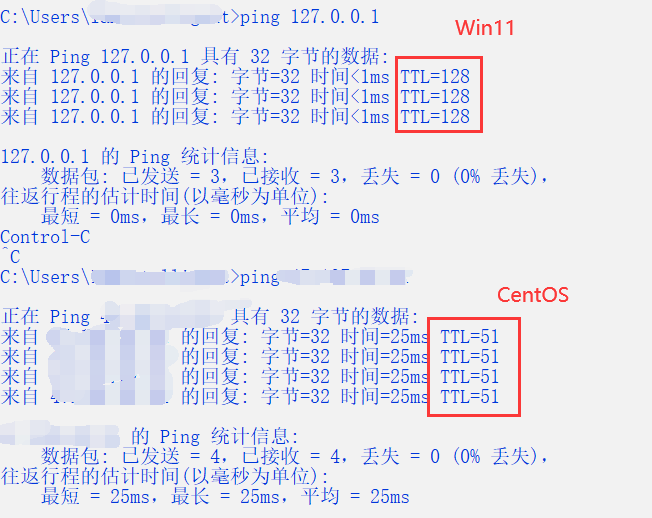 C:\Users\ >ping 127.0.0.1
Win11
正在 Ping 127.0.0.1 具有 32 字节的数据:
来自 127.0.0.1 的回复: 字节=32 时间<1ms TTL=128
来自 127.0.0.1 的回复: 字节=32 时间<1ms TTL=128
来自 127.0.0.1 的回复: 字节=32 时间<1ms TTL=128
127.0.0.1 的 Ping 统计信息:
数据包: 已发送 = 3，已接收 = 3，丢失 = 0 (0% 丢失)，
往返行程的估计时间(以毫秒为单位):
最短 = 0ms，最长 = 0ms，平均 = 0ms
Control-C
^C
C:\Users\ >ping
CentOS
正在 Ping 4 具有 32 字节的数据:
来自 的回复: 字节=32 时间=25ms TTL=51
来自 的回复: 字节=32 时间=25ms TTL=51
来自 的回复: 字节=32 时间=25ms TTL=51
来自 4 的回复: 字节=32 时间=25ms TTL=51
的 Ping 统计信息:
数据包: 已发送 = 4，已接收 = 4，丢失 = 0 (0% 丢失)，
往返行程的估计时间(以毫秒为单位):
最短 = 25ms，最长 = 25ms，平均 = 25ms